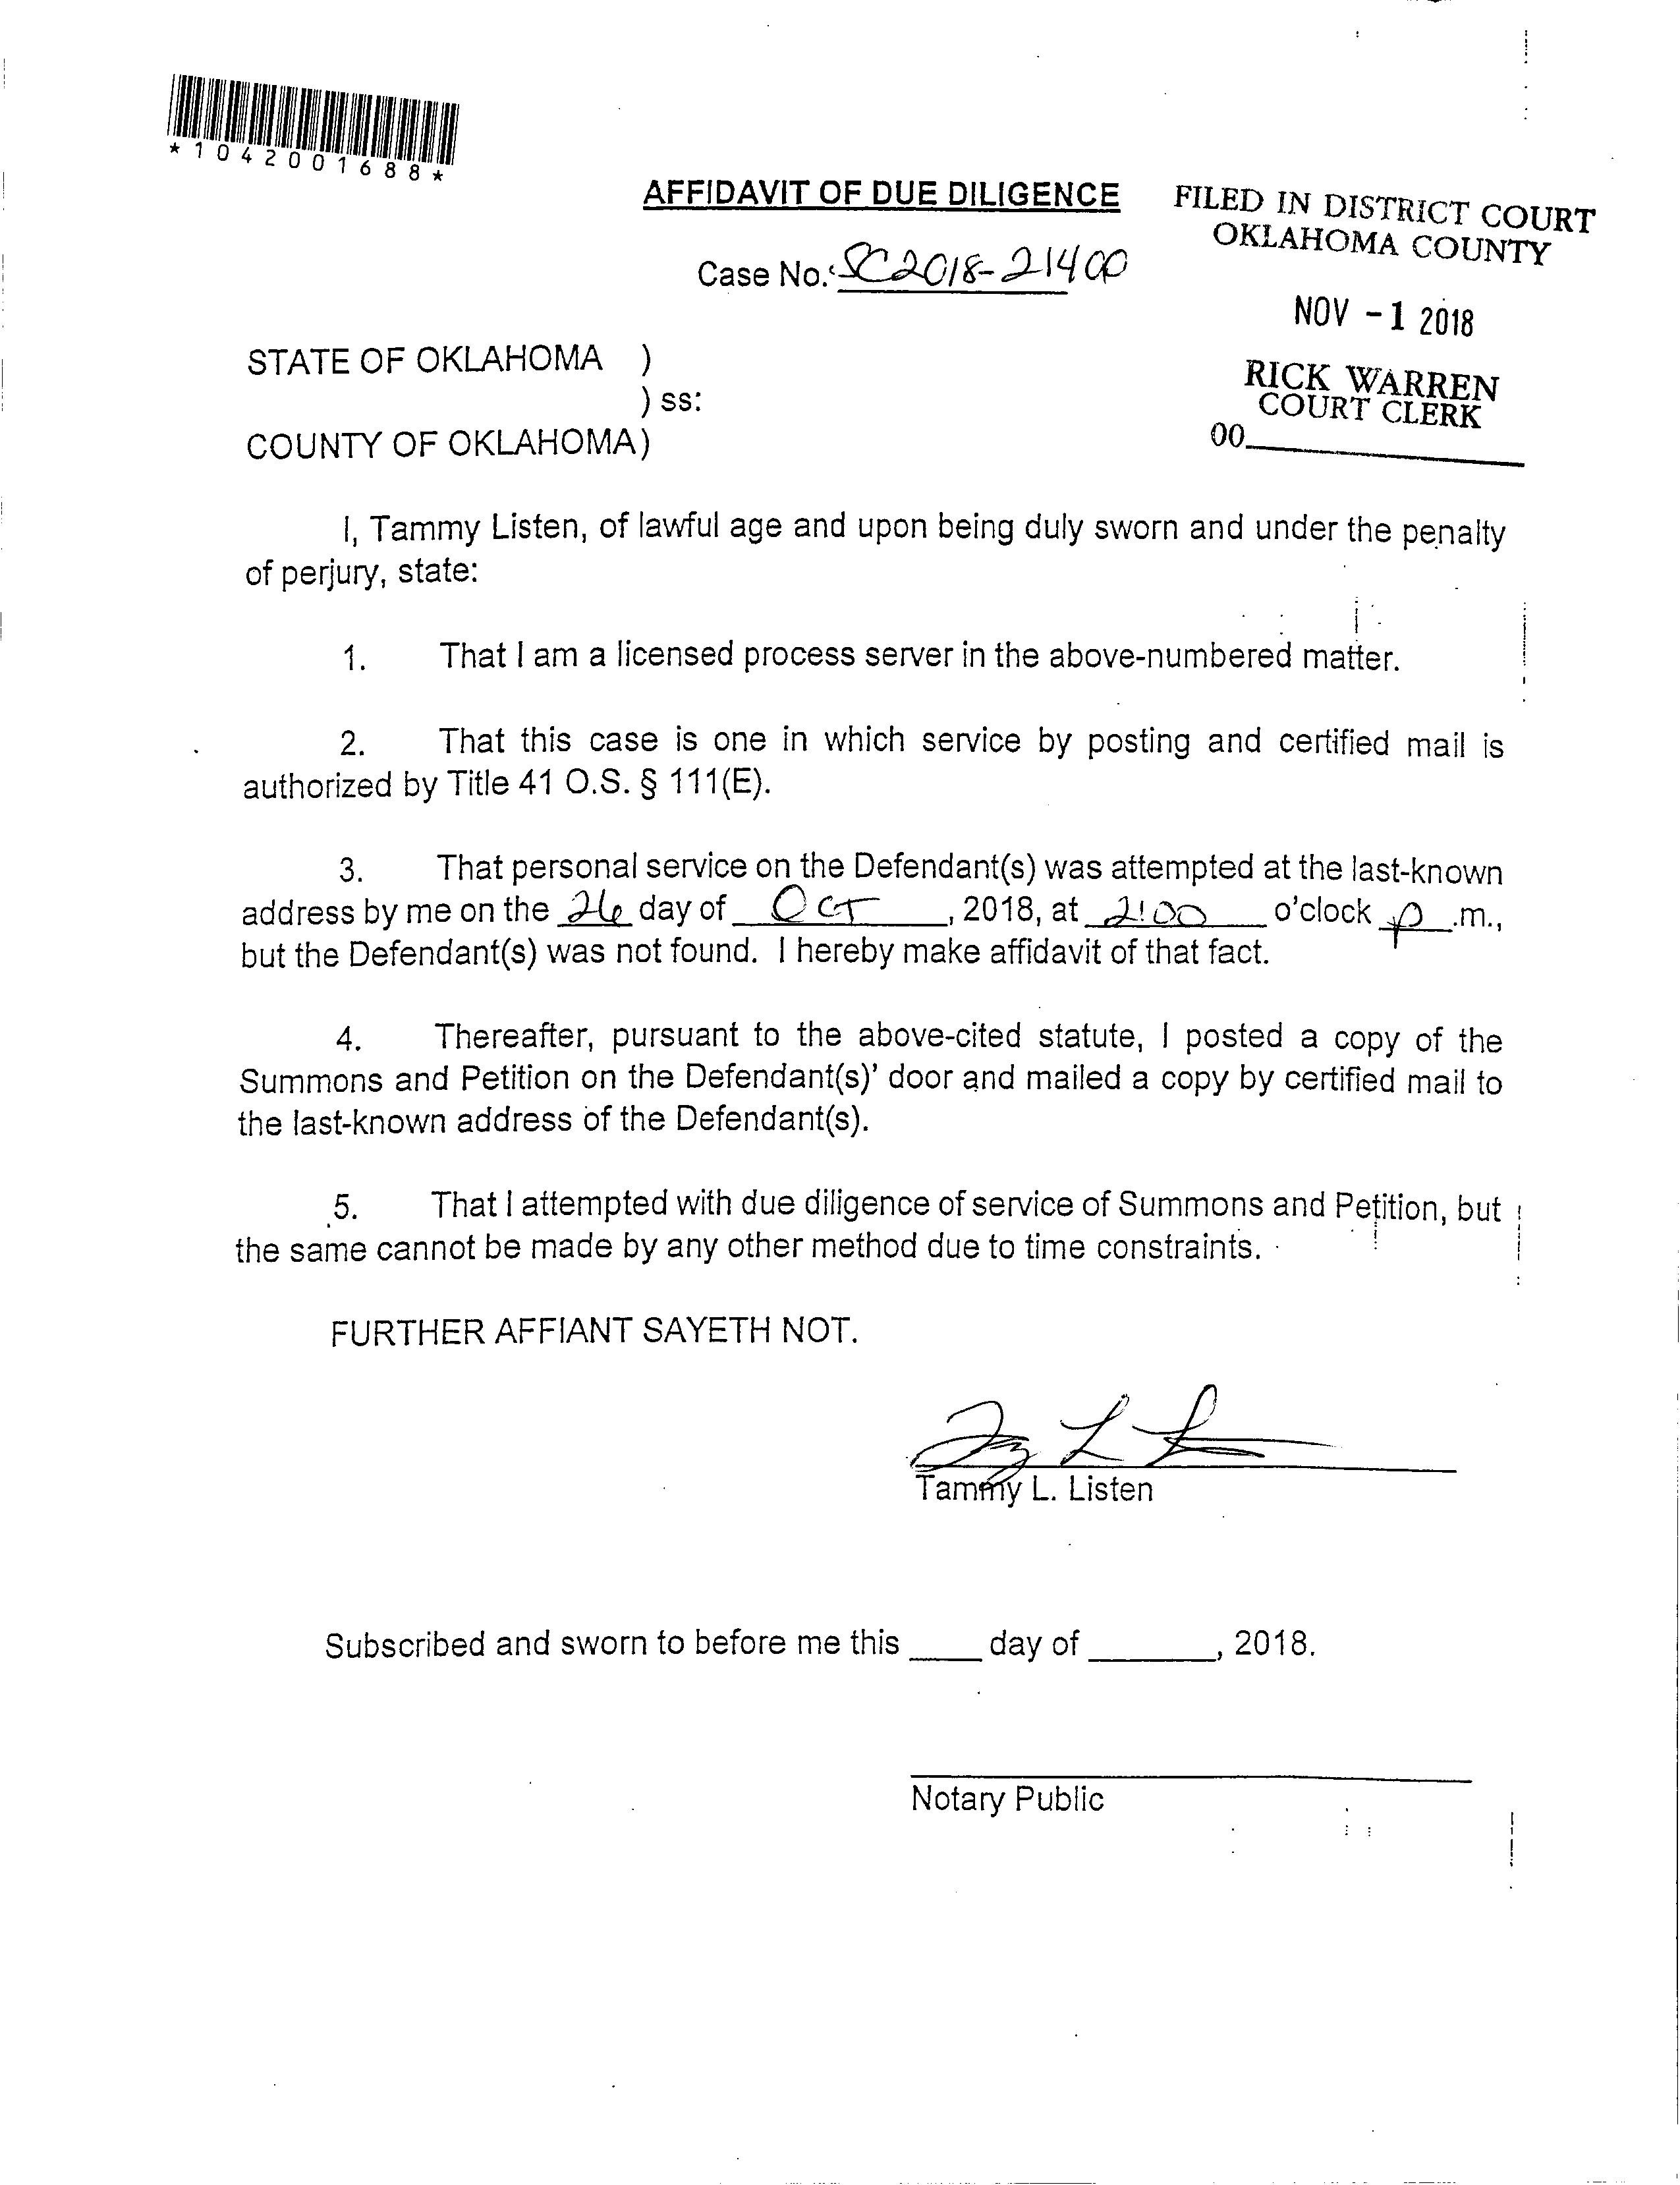 *1042001688*
AFFIDAVIT OF DUE DILIGENCE
FILED IN DISTRICT COURT
OKLAHOMA COUNTY
Case No. SC2018-21400
NOV -1 2018
STATE OF OKLAHOMA )
) ss:
COUNTY OF OKLAHOMA)
RICK WARREN
COURT CLERK
00
I, Tammy Listen, of lawful age and upon being duly sworn and under the penalty
of perjury, state:
1. That I am a licensed process server in the above-numbered matter.
2. That this case is one in which service by posting and certified mail is
authorized by Title 41 O.S. § 111(E).
3. That personal service on the Defendant(s) was attempted at the last-known
address by me on the 26 day of OCT, 2018, at 2:00 o'clock p.m.,
but the Defendant(s) was not found. I hereby make affidavit of that fact.
4. Thereafter, pursuant to the above-cited statute, I posted a copy of the
Summons and Petition on the Defendant(s)' door and mailed a copy by certified mail to
the last-known address of the Defendant(s).
5. That I attempted with due diligence of service of Summons and Petition, but
the same cannot be made by any other method due to time constraints.
FURTHER AFFIANT SAYETH NOT.
Tammy L. Listen
Subscribed and sworn to before me this ____ day of _______, 2018.
Notary Public